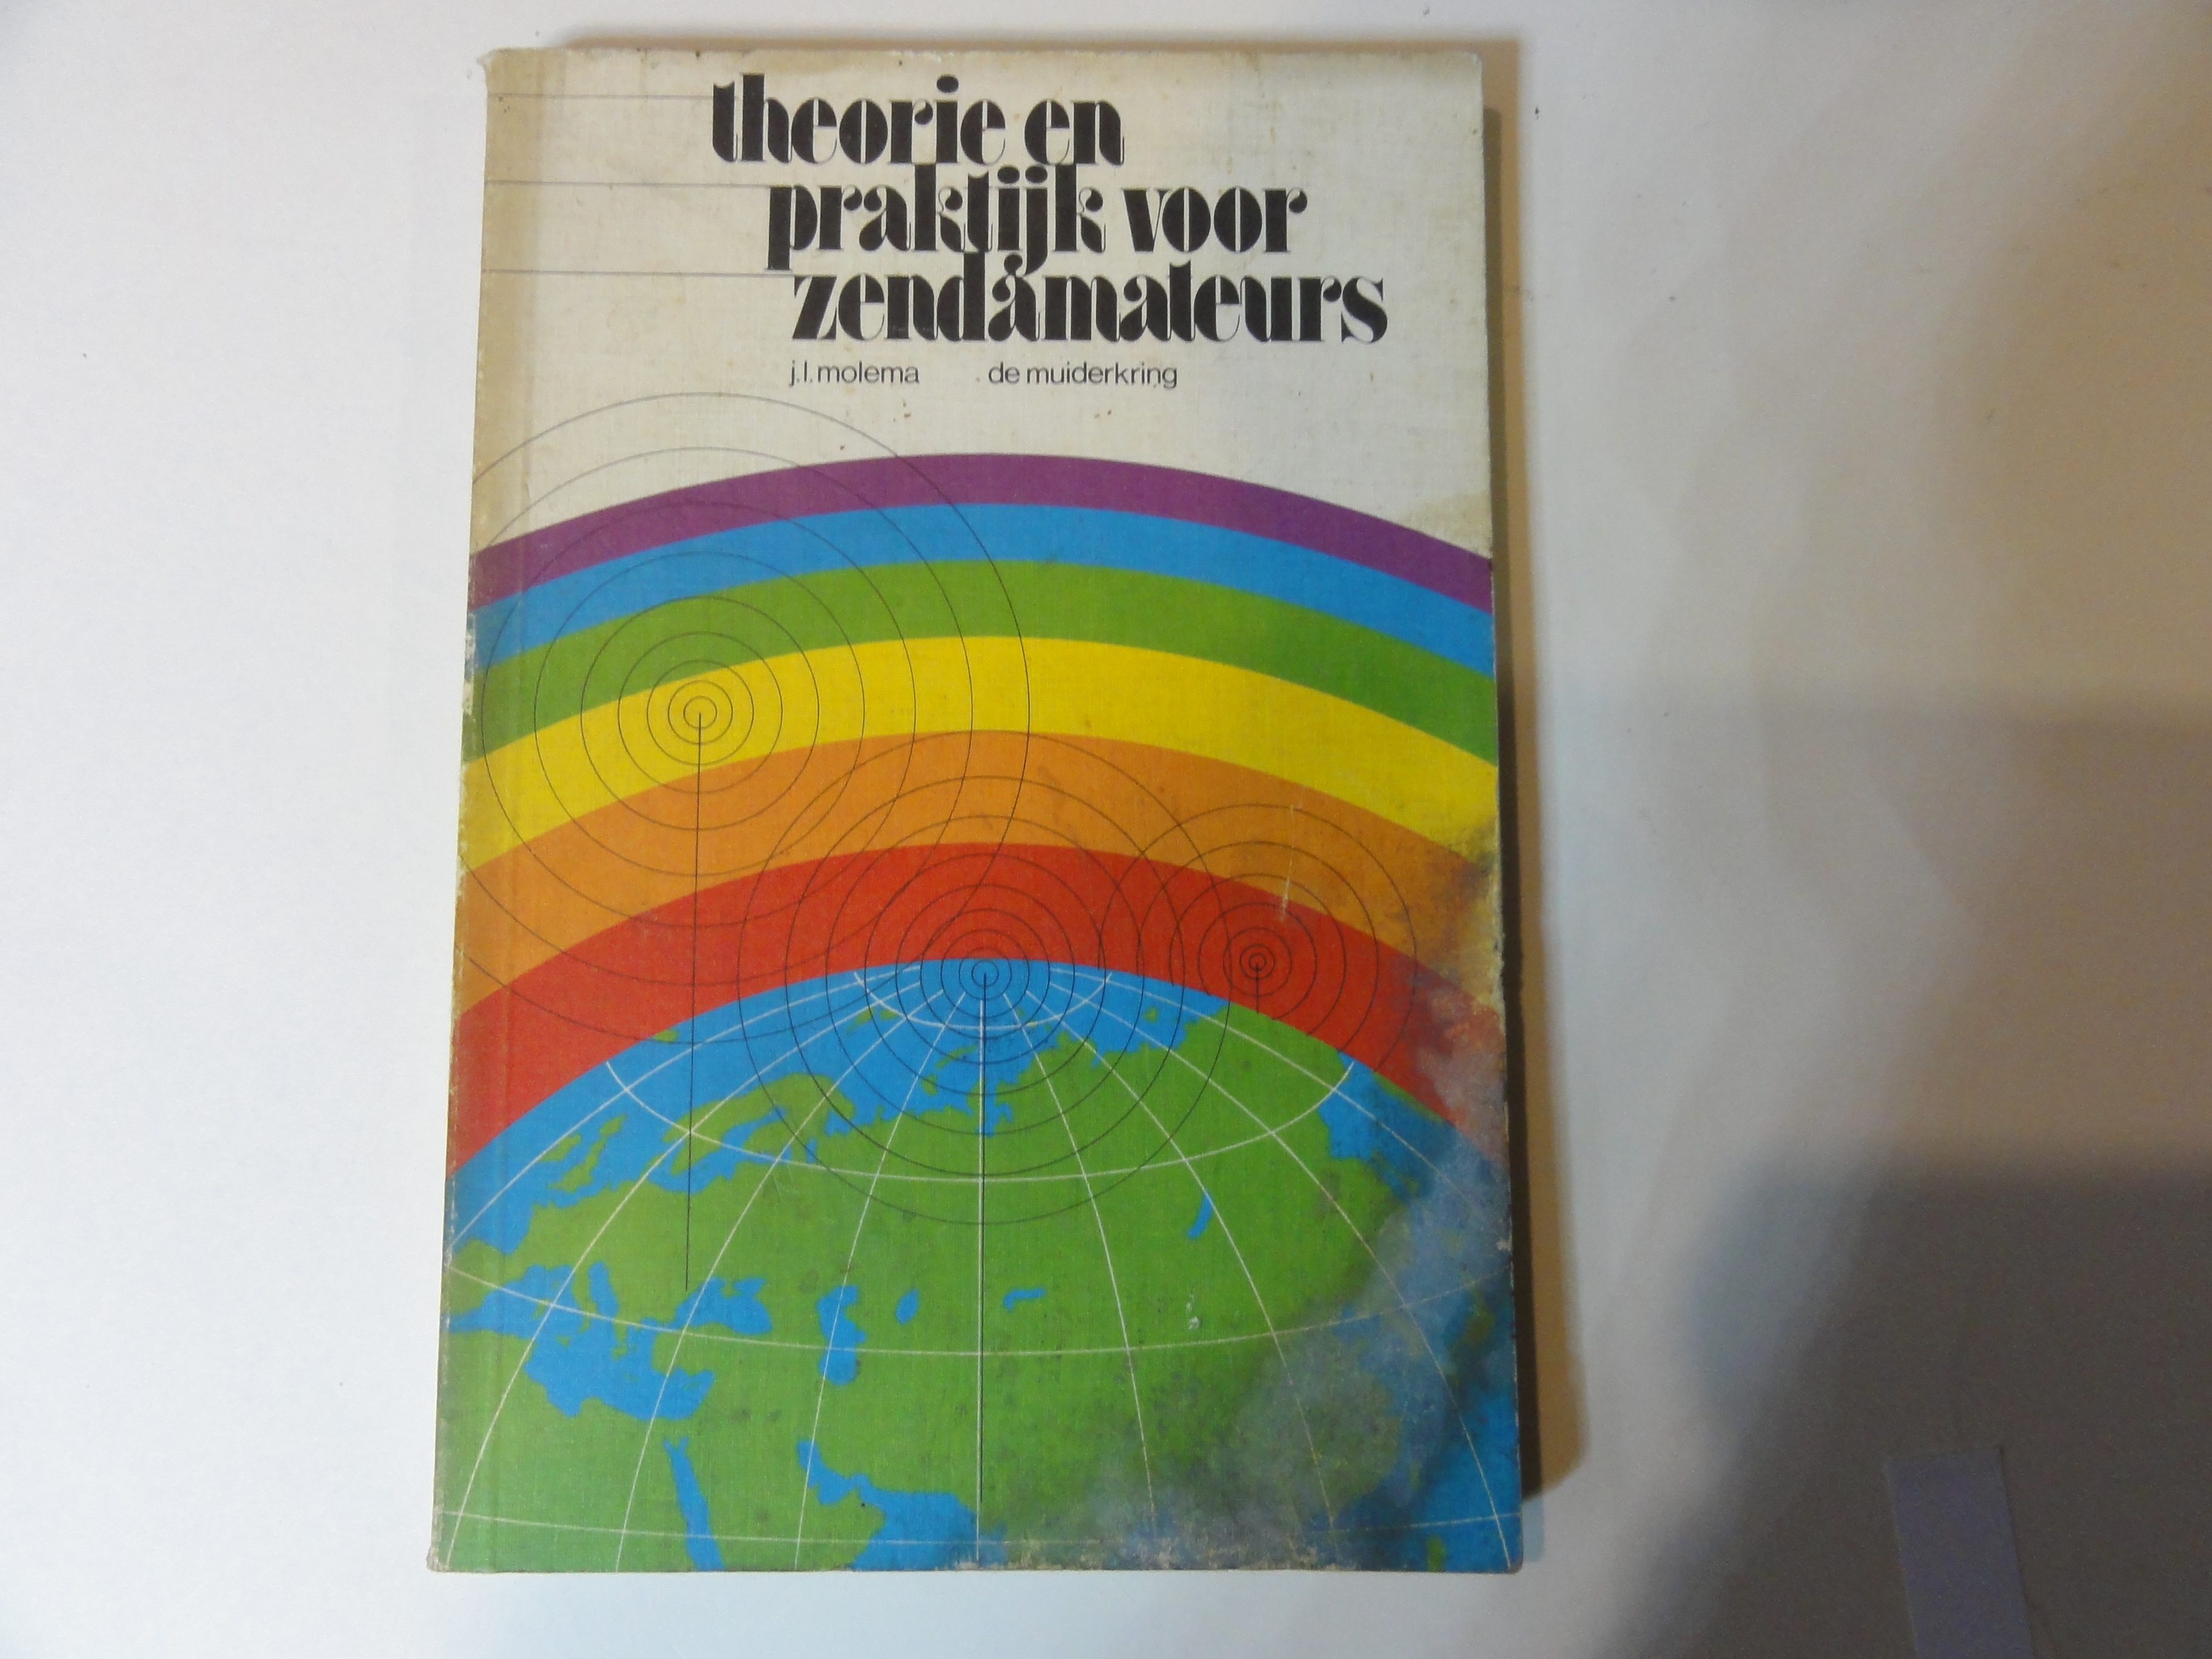 theorie en
praktijk voor
zendamateurs
j.l. molema de muiderkring